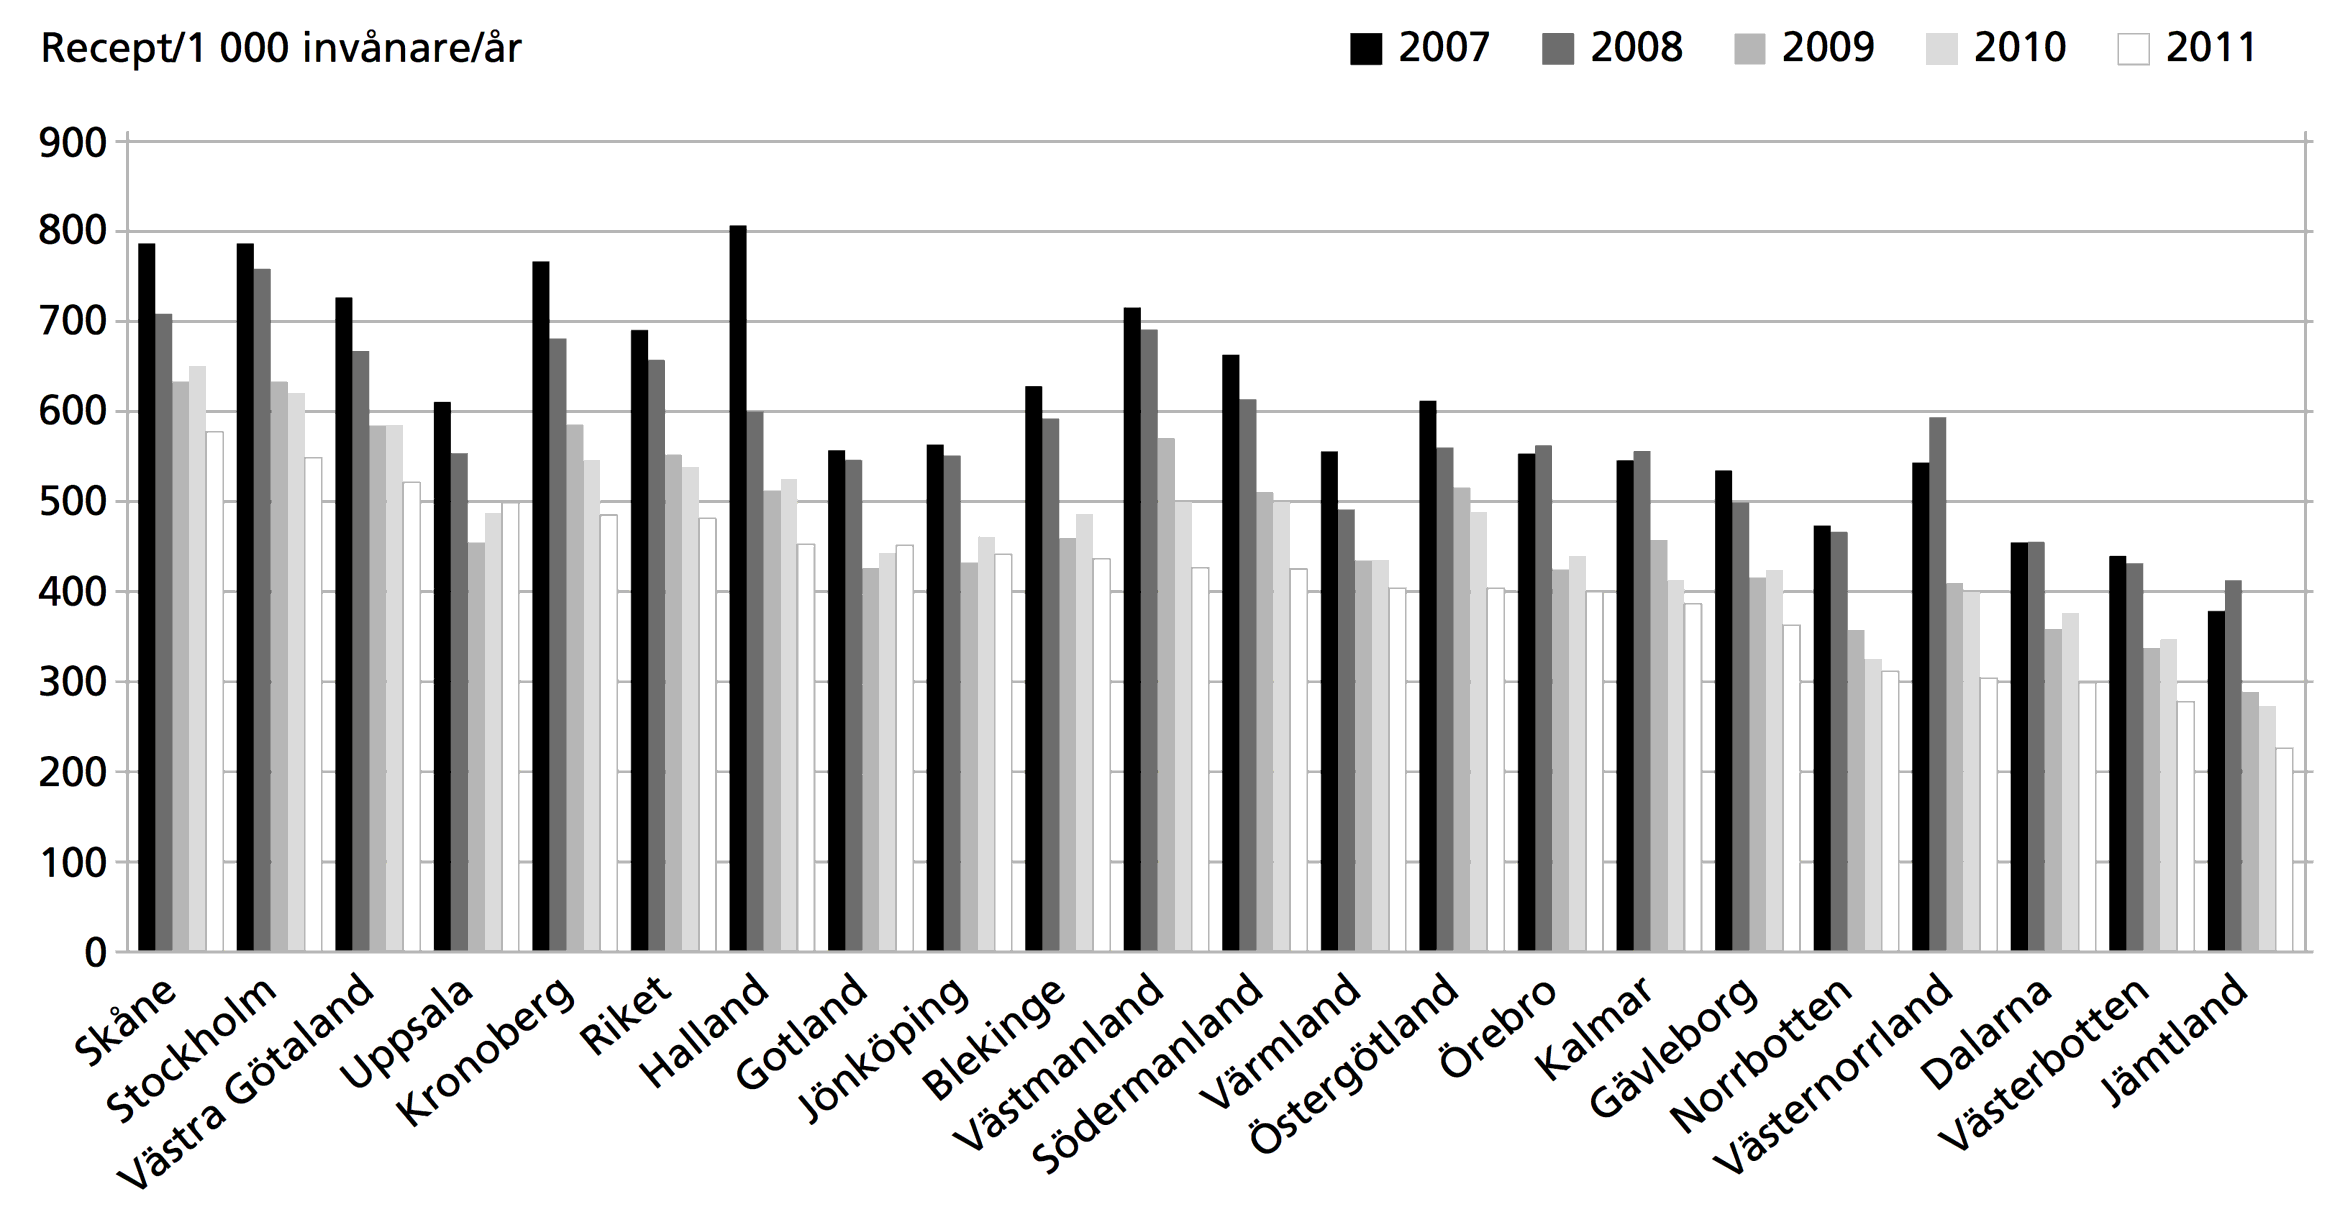 Recept/1 000 invånare/år
2007 2008 2009 2010 2011
900
800
700
600
500
400
300
200
100
0
Skåne
Stockholm
Västra Götaland
Uppsala
Kronoberg
Riket
Halland
Gotland
Jönköping
Blekinge
Västmanland
Södermanland
Värmland
Östergötland
Örebro
Kalmar
Gävleborg
Norrbotten
Västernorrland
Dalarna
Västerbotten
Jämtland